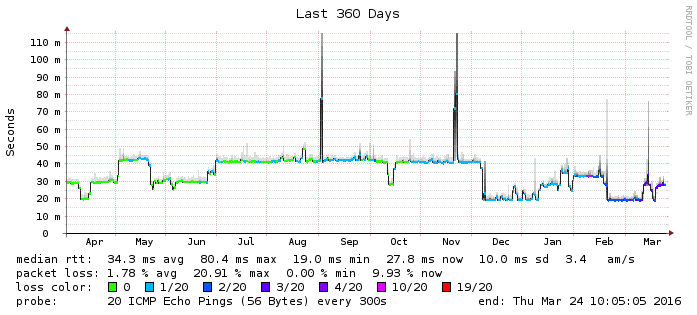 Last 360 Days
RRDTOOL / TOBI OETIKER
Seconds
110 m
100 m
90 m
80 m
70 m
60 m
50 m
40 m
30 m
20 m
10 m
0
Apr May Jun Jul Aug Sep Oct Nov Dec Jan Feb Mar
median rtt: 34.3 ms avg 80.4 ms max 19.0 ms min 27.8 ms now 10.0 ms sd 3.4 am/s
packet loss: 1.78 % avg 20.91 % max 0.00 % min 9.93 % now
loss color: 0 1/20 2/20 3/20 4/20 10/20 19/20
probe: 20 ICMP Echo Pings (56 Bytes) every 300s end: Thu Mar 24 10:05:05 2016